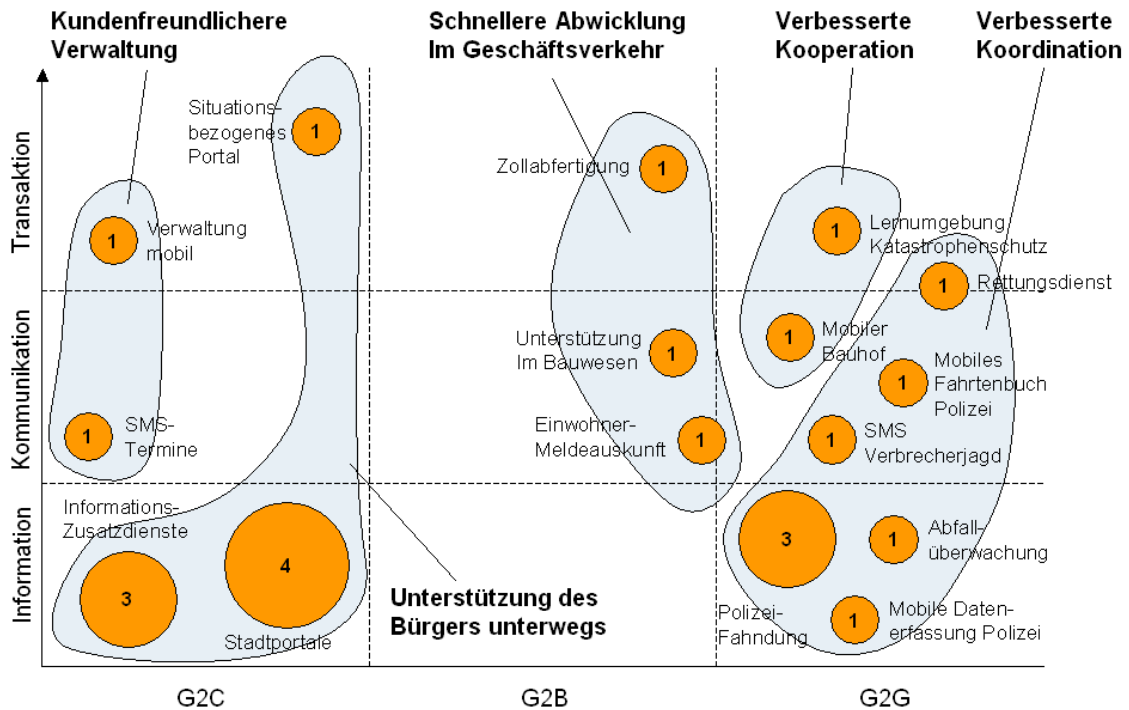 Kundenfreundlichere
Verwaltung
Schnellere Abwicklung
Im Geschäftsverkehr
Verbesserte
Kooperation
Verbesserte
Koordination
Transaktion
Kommunikation
Information
Situations-
bezogenes
Portal
1
1
Verwaltung
mobil
1
SMS-
Termine
Informations-
Zusatzdienste
3
4
Stadtportale
Unterstützung des
Bürgers unterwegs
Zollabfertigung
1
Unterstützung
Im Bauwesen
1
Einwohner-
Meldeauskunft
1
1
Lernumgebung
Katastrophenschutz
1
Rettungsdienst
1
Mobiler
Bauhof
1
Mobiles
Fahrtenbuch
Polizei
1
SMS
Verbrecherjagd
3
1
Abfall-
überwachung
Polizei-
Fahndung
1
Mobile Daten-
erfassung Polizei
G2C
G2B
G2G